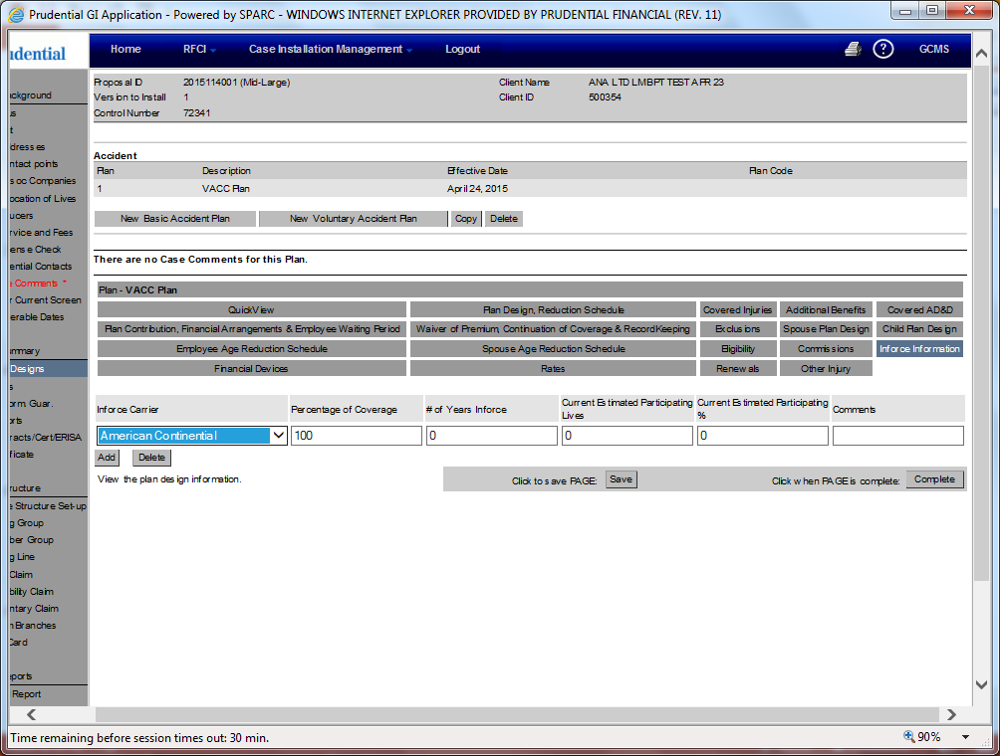 Prudential GI Application - Powered by SPARC - WINDOWS INTERNET EXPLORER PROVIDED BY PRUDENTIAL FINANCIAL (REV. 11)
udential Home RFCI Case Installation Management Logout ? GCMS
ckground
us
t
dresses
ntact points
soc Companies
ocation of Lives
ucers
rvice and Fees
ense Check
ential Contacts
e Comments *
r Current Screen
erable Dates
mmary
Designs
s
orm. Guar.
orts
racts/Cert/ERISA
ificate
ructure
e Structure Set-up
g Group
ber Group
g Line
Claim
bility Claim
ntary Claim
n Branches
Card
ports
Report
Proposal ID 2015114001 (Mid-Large) Client Name ANA LTD LMBPT TEST APR 23
Version to Install 1 Client ID 500354
Control Number 72341
Accident
Plan Description Effective Date Plan Code
1 VACC Plan April 24, 2015
New Basic Accident Plan New Voluntary Accident Plan Copy Delete
There are no Case Comments for this Plan.
Plan - VACC Plan
QuickView Plan Design, Reduction Schedule Covered Injuries Additional Benefits Covered AD&D
Plan Contribution, Financial Arrangements & Employee Waiting Period Waiver of Premium, Continuation of Coverage & RecordKeeping Exclusions Spouse Plan Design Child Plan Design
Employee Age Reduction Schedule Spouse Age Reduction Schedule Eligibility Commissions Inforce Information
Financial Devices Rates Renewals Other Injury
Inforce Carrier Percentage of Coverage # of Years Inforce Current Estimated Participating Lives Current Estimated Participating % Comments
American Continental 100 0 0 0
Add Delete
View the plan design information. Click to save PAGE: Save Click when PAGE is complete: Complete
Time remaining before session times out: 30 min. 90%